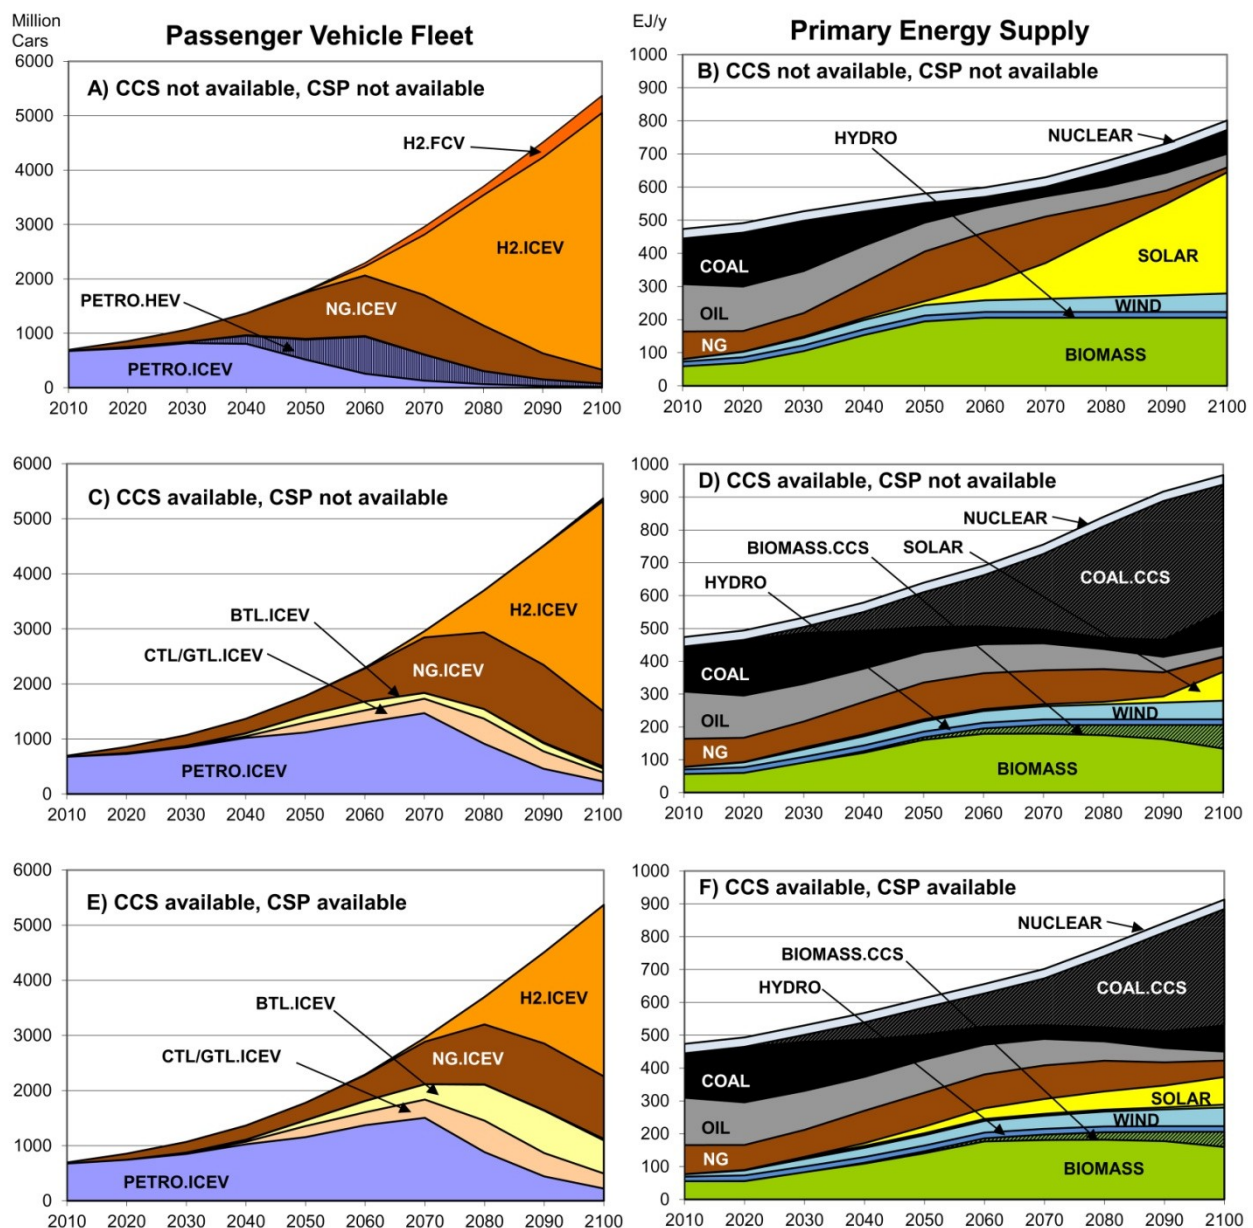 Million
Cars
Passenger Vehicle Fleet
6000
5000
4000
3000
2000
1000
0
A) CCS not available, CSP not available
H2.FCV
H2.ICEV
PETRO.HEV
NG.ICEV
PETRO.ICEV
2010 2020 2030 2040 2050 2060 2070 2080 2090 2100
EJ/y
Primary Energy Supply
1000
900
800
700
600
500
400
300
200
100
0
B) CCS not available, CSP not available
HYDRO
NUCLEAR
COAL
SOLAR
OIL
WIND
NG
BIOMASS
2010 2020 2030 2040 2050 2060 2070 2080 2090 2100
6000
5000
4000
3000
2000
1000
0
C) CCS available, CSP not available
BTL.ICEV
H2.ICEV
CTL/GTL.ICEV
NG.ICEV
PETRO.ICEV
2010 2020 2030 2040 2050 2060 2070 2080 2090 2100
1000
900
800
700
600
500
400
300
200
100
0
D) CCS available, CSP not available
NUCLEAR
BIOMASS.CCS
SOLAR
HYDRO
COAL.CCS
COAL
OIL
WIND
NG
BIOMASS
2010 2020 2030 2040 2050 2060 2070 2080 2090 2100
6000
5000
4000
3000
2000
1000
0
E) CCS available, CSP available
BTL.ICEV
H2.ICEV
CTL/GTL.ICEV
NG.ICEV
PETRO.ICEV
2010 2020 2030 2040 2050 2060 2070 2080 2090 2100
1000
900
800
700
600
500
400
300
200
100
0
F) CCS available, CSP available
NUCLEAR
BIOMASS.CCS
HYDRO
COAL.CCS
COAL
SOLAR
OIL
WIND
NG
BIOMASS
2010 2020 2030 2040 2050 2060 2070 2080 2090 2100